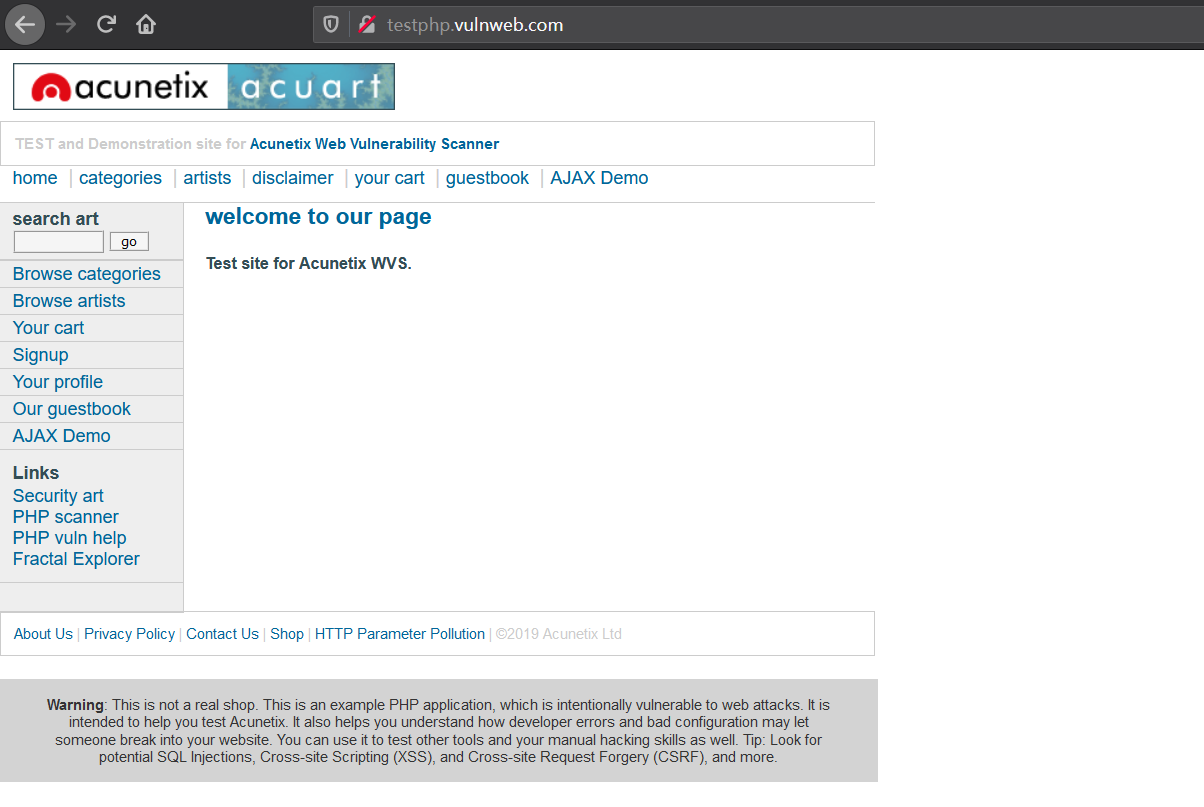 testphp.vulnweb.com
acunetix acuart
TEST and Demonstration site for Acunetix Web Vulnerability Scanner
home | categories | artists | disclaimer | your cart | guestbook | AJAX Demo
search art
go
Browse categories
Browse artists
Your cart
Signup
Your profile
Our guestbook
AJAX Demo
Links
Security art
PHP scanner
PHP vuln help
Fractal Explorer
welcome to our page
Test site for Acunetix WVS.
About Us | Privacy Policy | Contact Us | Shop | HTTP Parameter Pollution | ©2019 Acunetix Ltd
Warning: This is not a real shop. This is an example PHP application, which is intentionally vulnerable to web attacks. It is
intended to help you test Acunetix. It also helps you understand how developer errors and bad configuration may let
someone break into your website. You can use it to test other tools and your manual hacking skills as well. Tip: Look for
potential SQL Injections, Cross-site Scripting (XSS), and Cross-site Request Forgery (CSRF), and more.